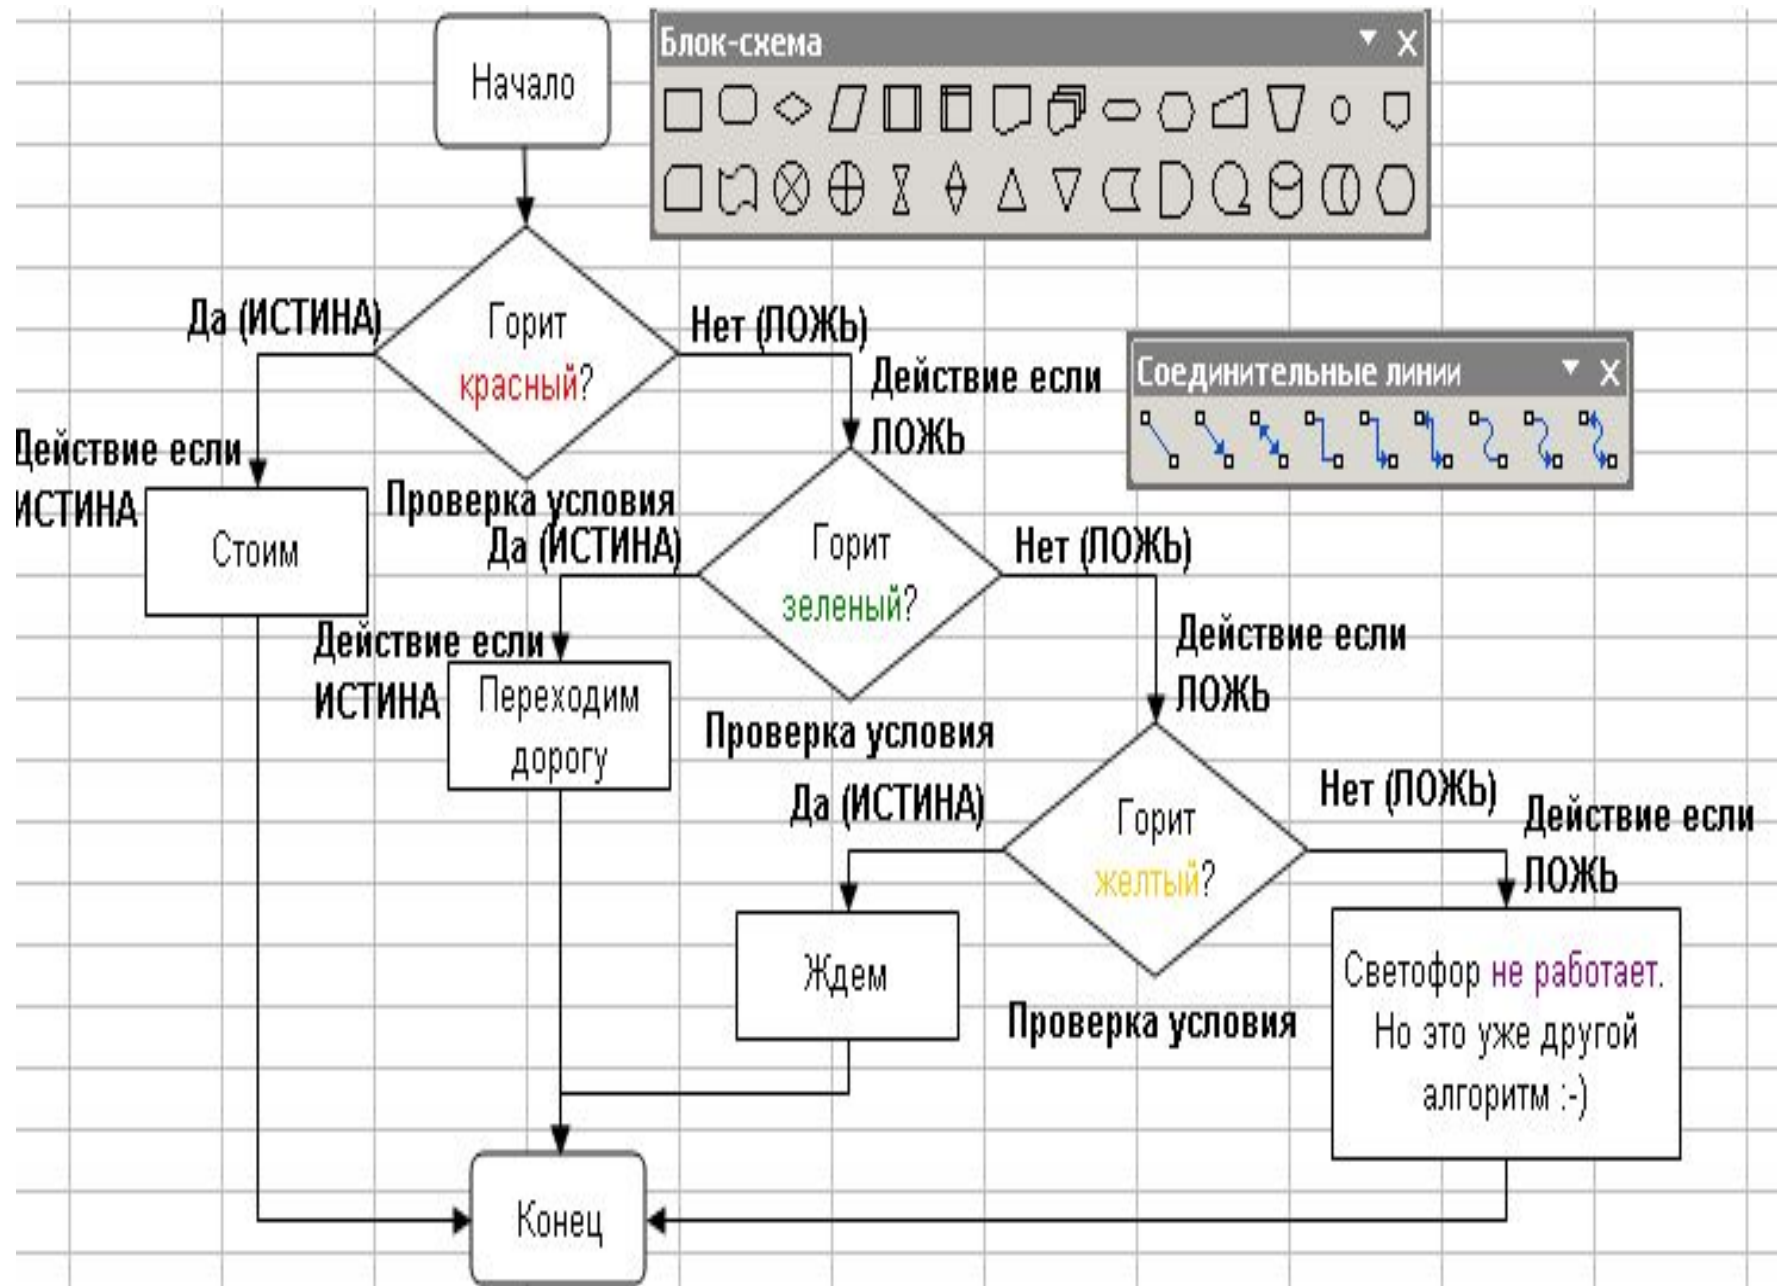 Начало
Блок-схема
Да (ИСТИНА)
Горит
красный?
Нет (ЛОЖЬ)
Действие если
ЛОЖЬ
Соединительные линии
Действие если
ИСТИНА
Стоим
Проверка условия
Да (ИСТИНА)
Горит
зеленый?
Нет (ЛОЖЬ)
Действие если
ИСТИНА
Переходим
дорогу
Действие если
ЛОЖЬ
Проверка условия
Да (ИСТИНА)
Горит
желтый?
Нет (ЛОЖЬ)
Действие если
ЛОЖЬ
Ждем
Проверка условия
Светофор не работает.
Но это уже другой
алгоритм :-)
Конец